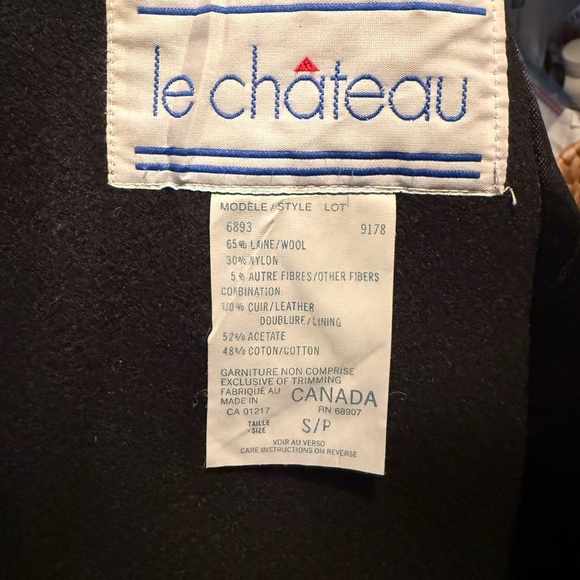 le château
MODÈLE/STYLE LOT
6893 9178
65% LAINE/WOOL
30% NYLON
5% AUTRE FIBRES/OTHER FIBERS
COMBINATION
100% CUIR/LEATHER
DOUBLURE/LINING
52% ACETATE
48% COTON/COTTON
GARNITURE NON COMPRISE
EXCLUSIVE OF TRIMMING
FABRIQUÉ AU
MADE IN CANADA
CA 01217 RN 68907
TAILLE
SIZE S/P
VOIR AU VERSO
CARE INSTRUCTIONS ON REVERSE